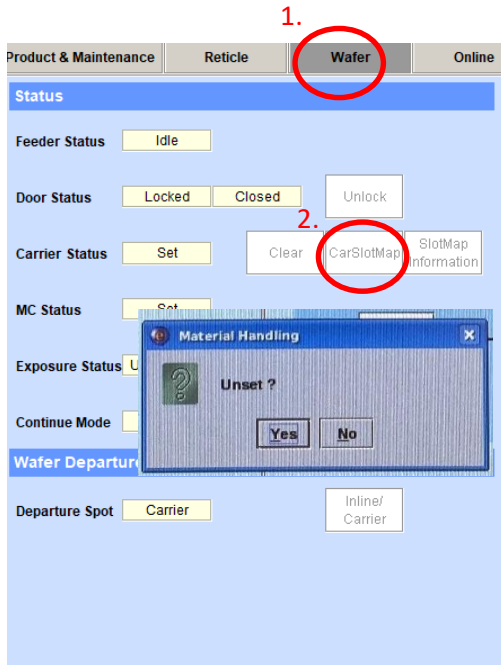 1.
Product & Maintenance Reticle Wafer Online
Status
Feeder Status Idle
Door Status Locked Closed Unlock
2.
Carrier Status Set Clear CarSlotMap SlotMap Information
MC Status Set
Material Handling
Exposure Status U
Unset ?
Continue Mode
Yes No
Wafer Departure
Departure Spot Carrier Inline/ Carrier